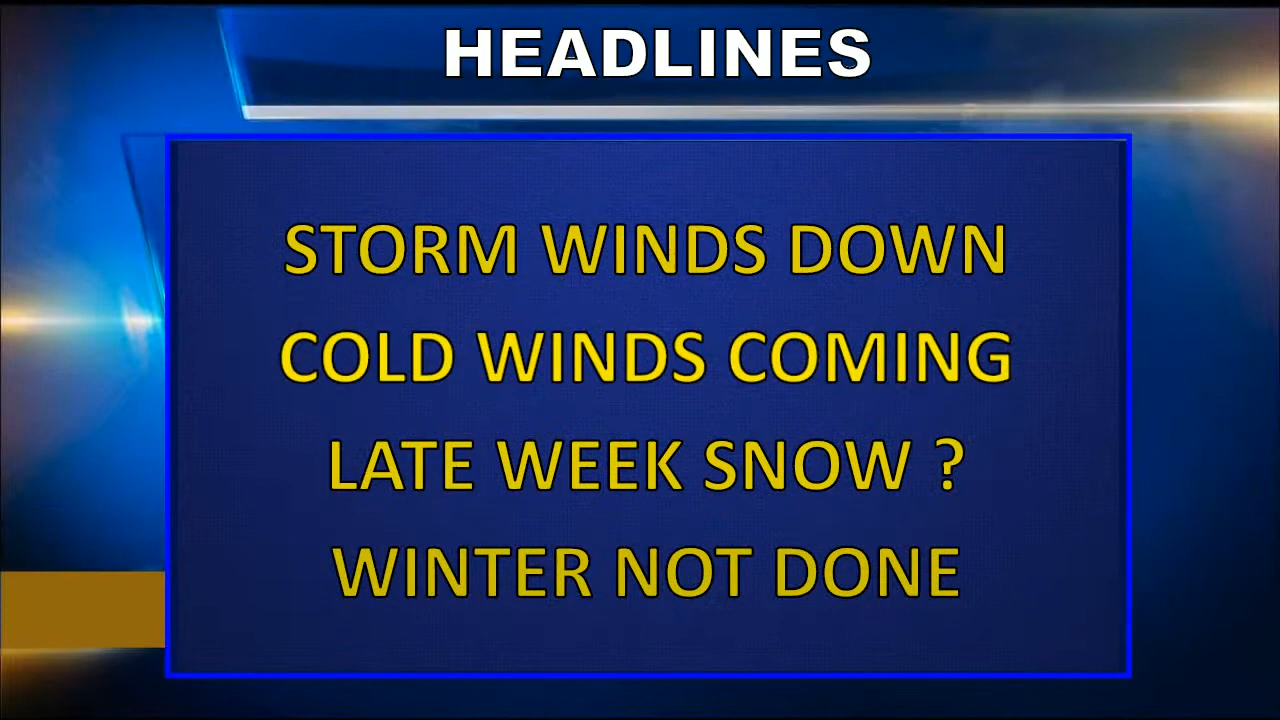 HEADLINES
STORM WINDS DOWN
COLD WINDS COMING
LATE WEEK SNOW ?
WINTER NOT DONE